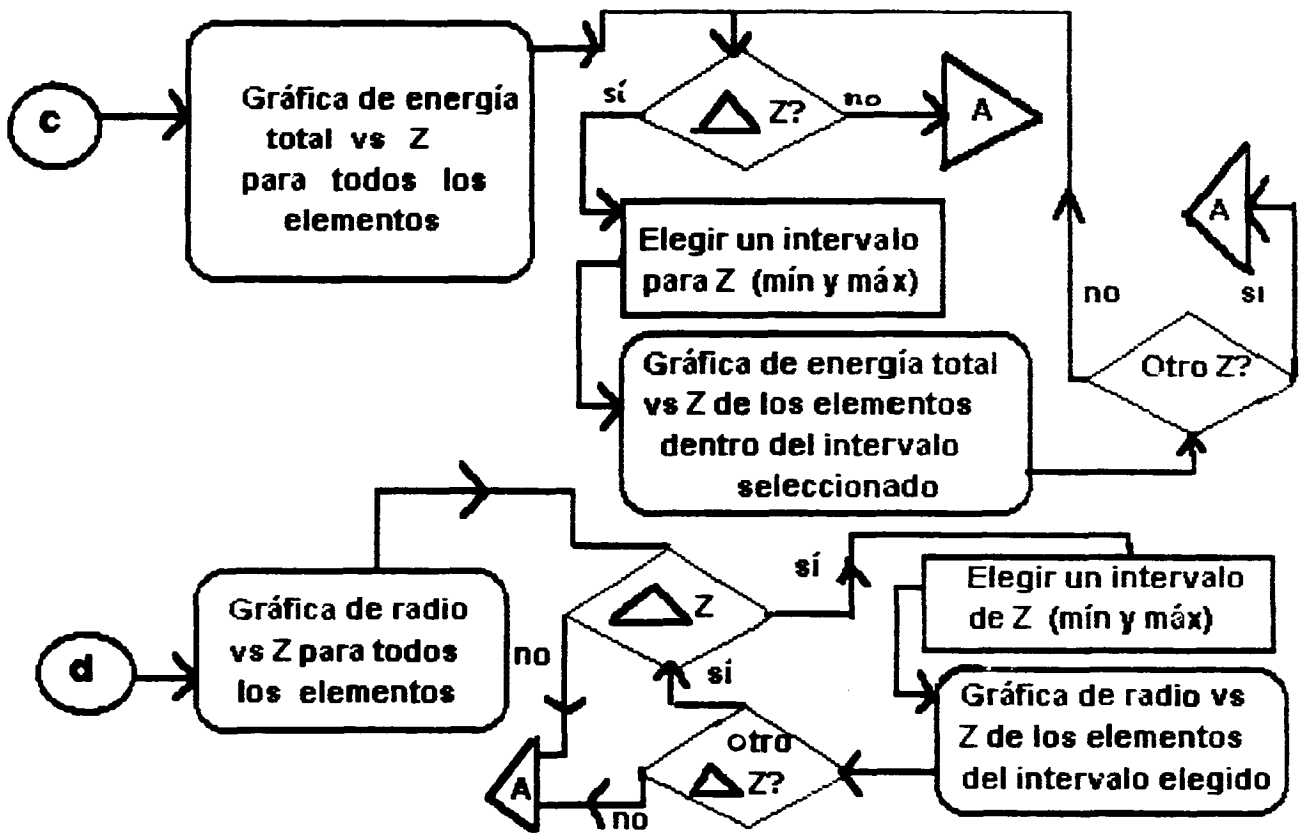 c
Gráfica de energía
total vs Z
para todos los
elementos
sí
Z?
no
A
Elegir un intervalo
para Z (mín y máx)
Gráfica de energía total
vs Z de los elementos
dentro del intervalo
seleccionado
no
Otro Z?
sı
A
d
Gráfica de radio
vs Z para todos
los elementos
Z
sí
no
Elegir un intervalo
de Z (mín y máx)
Gráfica de radio vs
Z de los elementos
del intervalo elegido
otro
Z?
sí
no
A